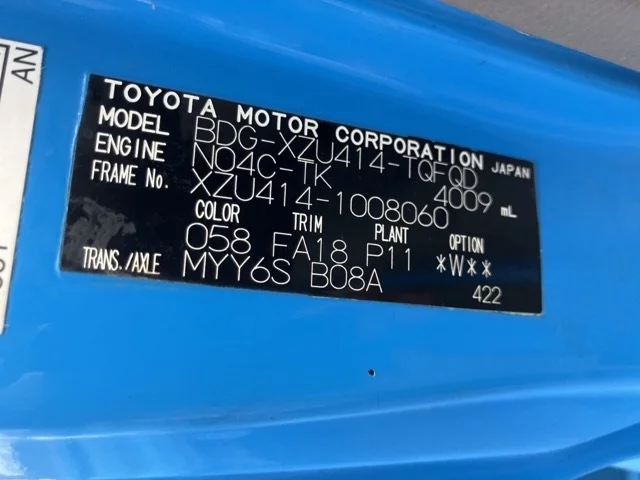 AN
TOYOTA MOTOR CORPORATION JAPAN
MODEL BDG-XZU414-TQFQD
ENGINE N04C-TK 4009 mL
FRAME No. XZU414-1008060
COLOR TRIM PLANT OPTION
058 FA18 P11 *W**
TRANS./AXLE MYY6S B08A
422